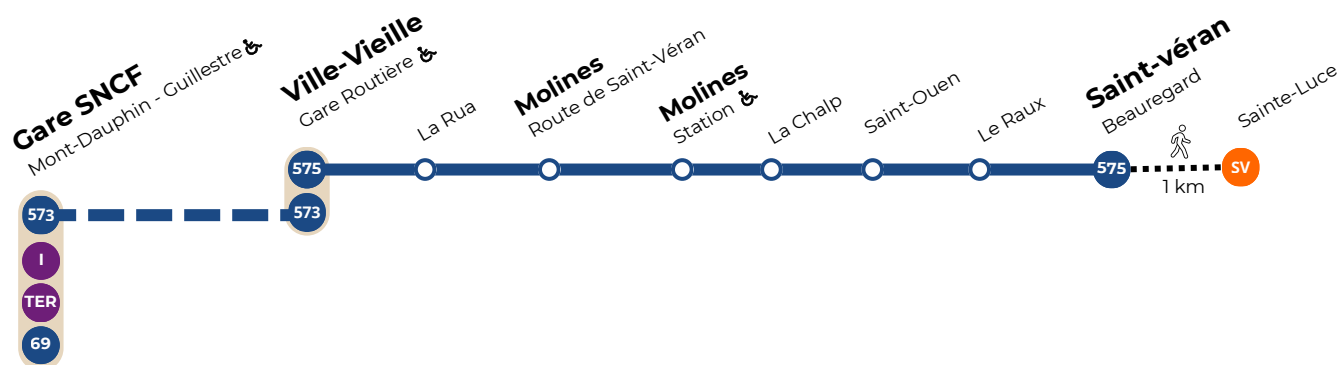 Gare SNCF
Mont-Dauphin - Guillestre
Ville-Vieille
Gare Routière
La Rua
Molines
Route de Saint-Véran
Molines
Station
La Chalp
Saint-Ouen
Le Raux
Saint-véran
Beauregard
Sainte-Luce
575
575
SV
1 km
573
573
I
TER
69